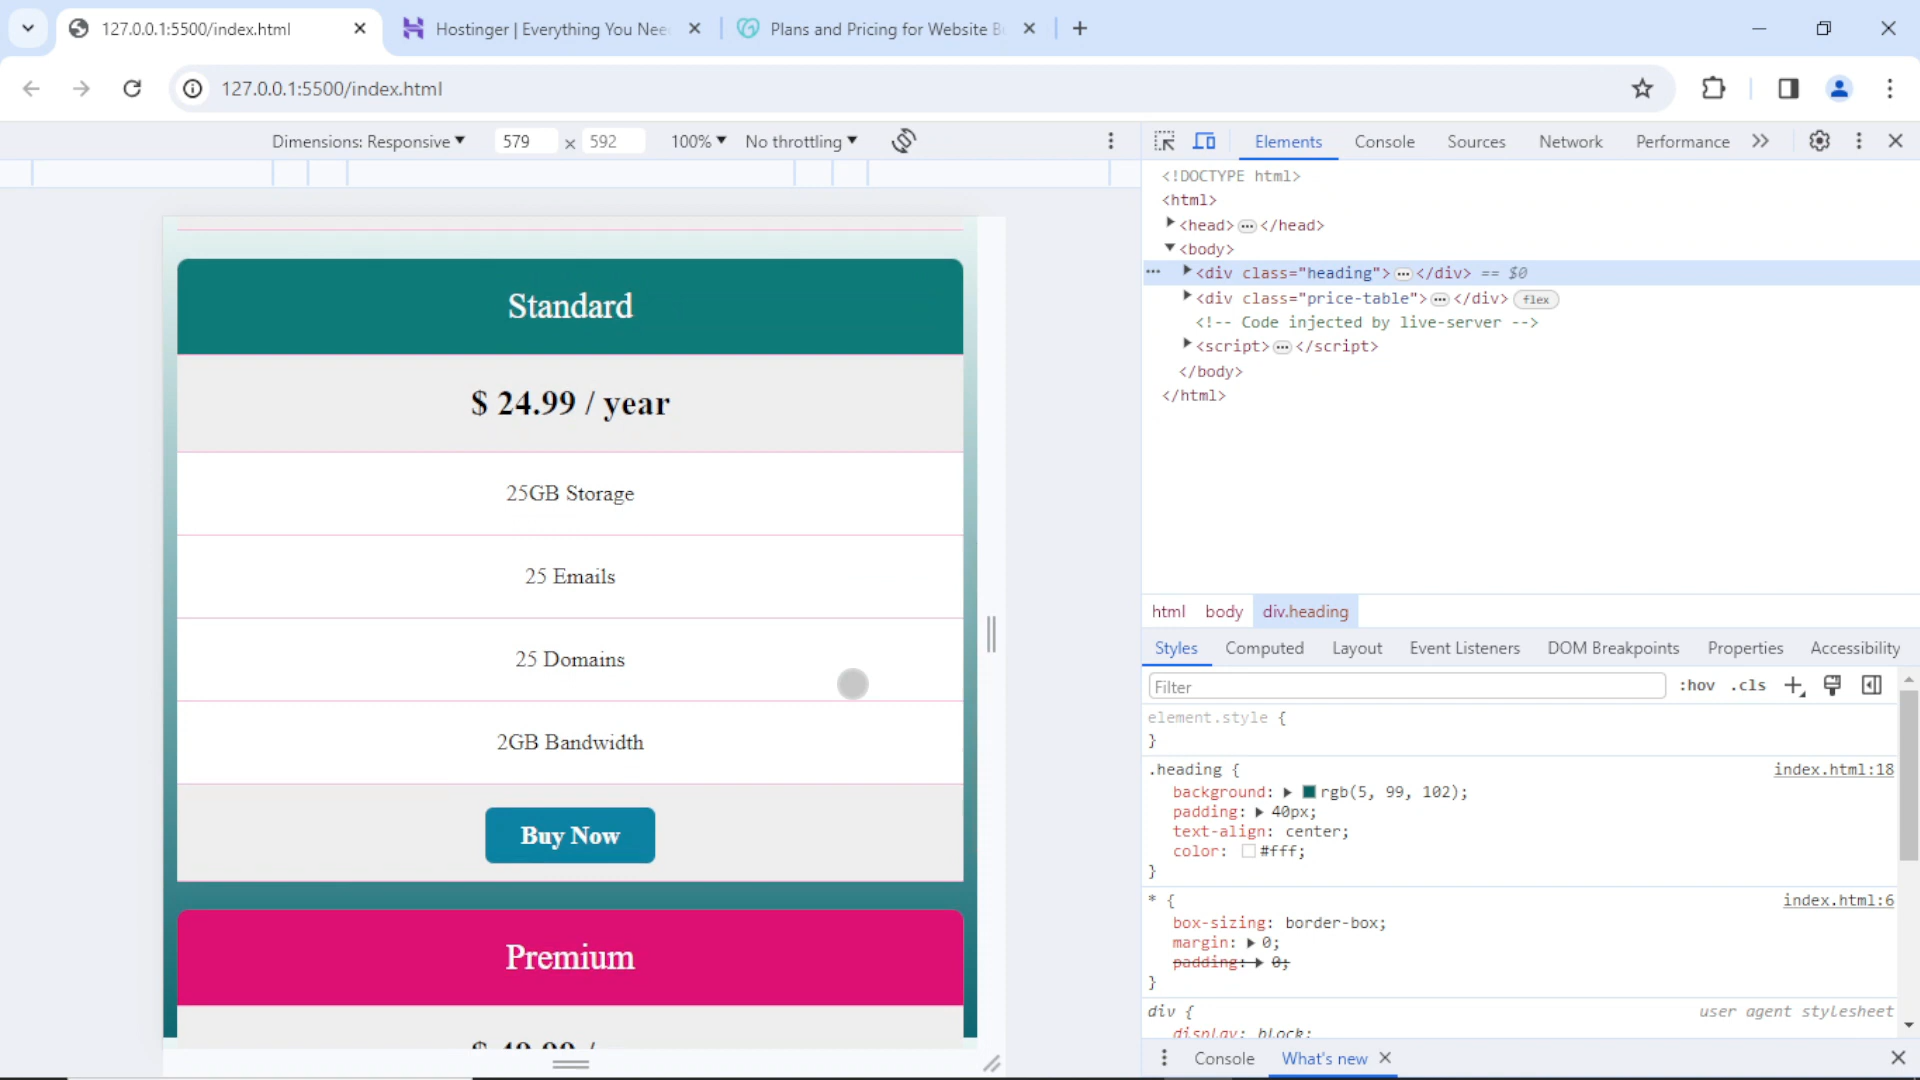 127.0.0.1:5500/index.html
Hostinger | Everything You Nee
Plans and Pricing for Website B
127.0.0.1:5500/index.html
Dimensions: Responsive 579 x 592 100% No throttling
Elements Console Sources Network Performance
<!DOCTYPE html>
<html>
<head> … </head>
<body>
… <div class="heading"> … </div> == $0
<div class="price-table"> … </div> flex
<!-- Code injected by live-server -->
<script> … </script>
</body>
</html>
Standard
$ 24.99 / year
25GB Storage
25 Emails
25 Domains
2GB Bandwidth
Buy Now
Premium
html body div.heading
Styles Computed Layout Event Listeners DOM Breakpoints Properties Accessibility
Filter :hov .cls
element.style {
}
.heading { index.html:18
background: rgb(5, 99, 102);
padding: 40px;
text-align: center;
color: #fff;
}
* { index.html:6
box-sizing: border-box;
margin: 0;
padding: 0;
}
div { user agent stylesheet
display: block;
Console What's new